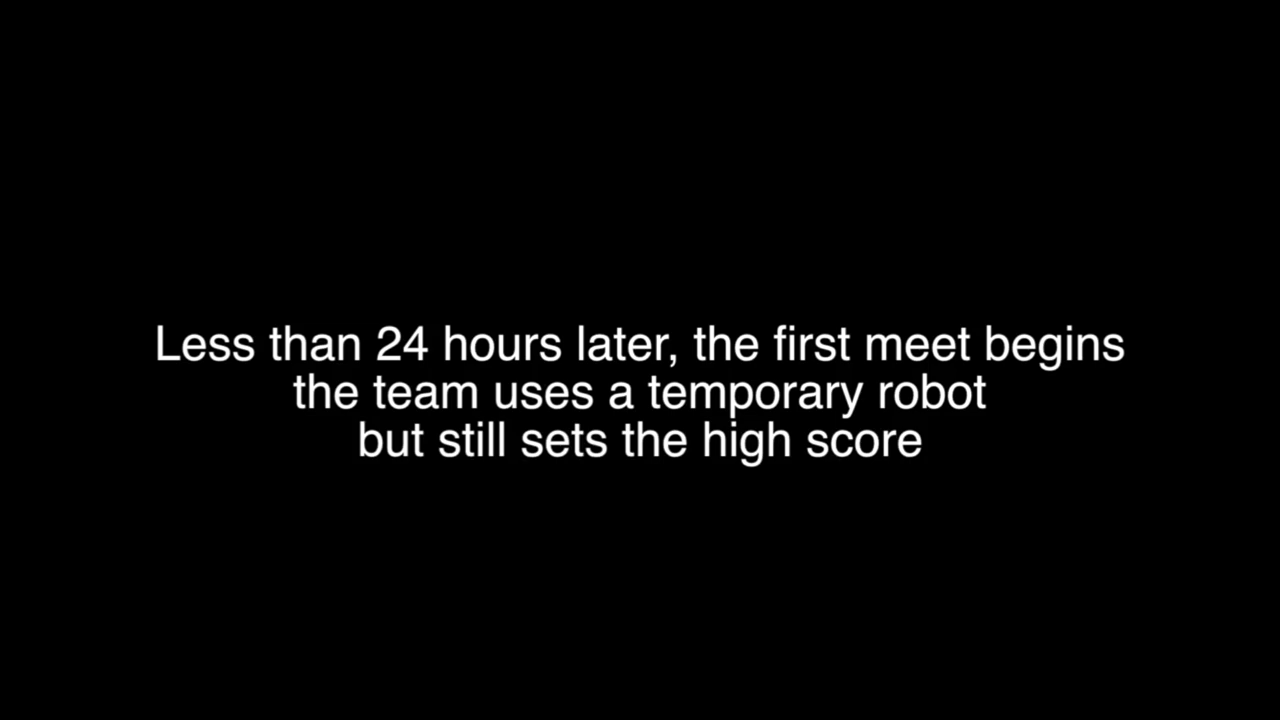 Less than 24 hours later, the first meet begins
the team uses a temporary robot
but still sets the high score